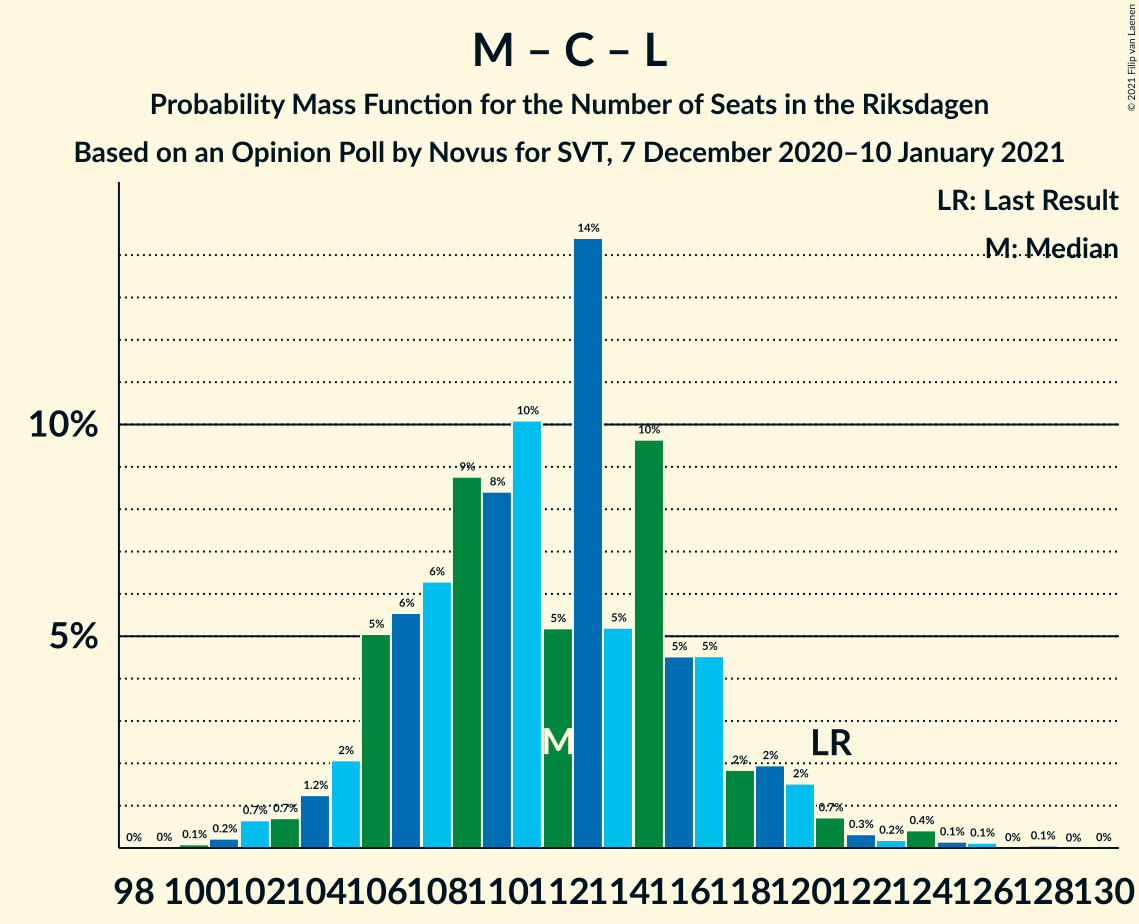 © 2021 Filip van Laenen
M – C – L
Probability Mass Function for the Number of Seats in the Riksdagen
Based on an Opinion Poll by Novus for SVT, 7 December 2020–10 January 2021
LR: Last Result
M: Median
10%
5%
0% 0% 0.1% 0.2% 0.7% 0.7% 1.2% 2% 5% 6% 6% 9% 8% 10% 5% 14% 5% 10% 5% 5% 2% 2% 2% 0.7% 0.3% 0.2% 0.4% 0.1% 0.1% 0% 0.1% 0% 0%
M
LR
98 100 102 104 106 108 110 112 114 116 118 120 122 124 126 128 130